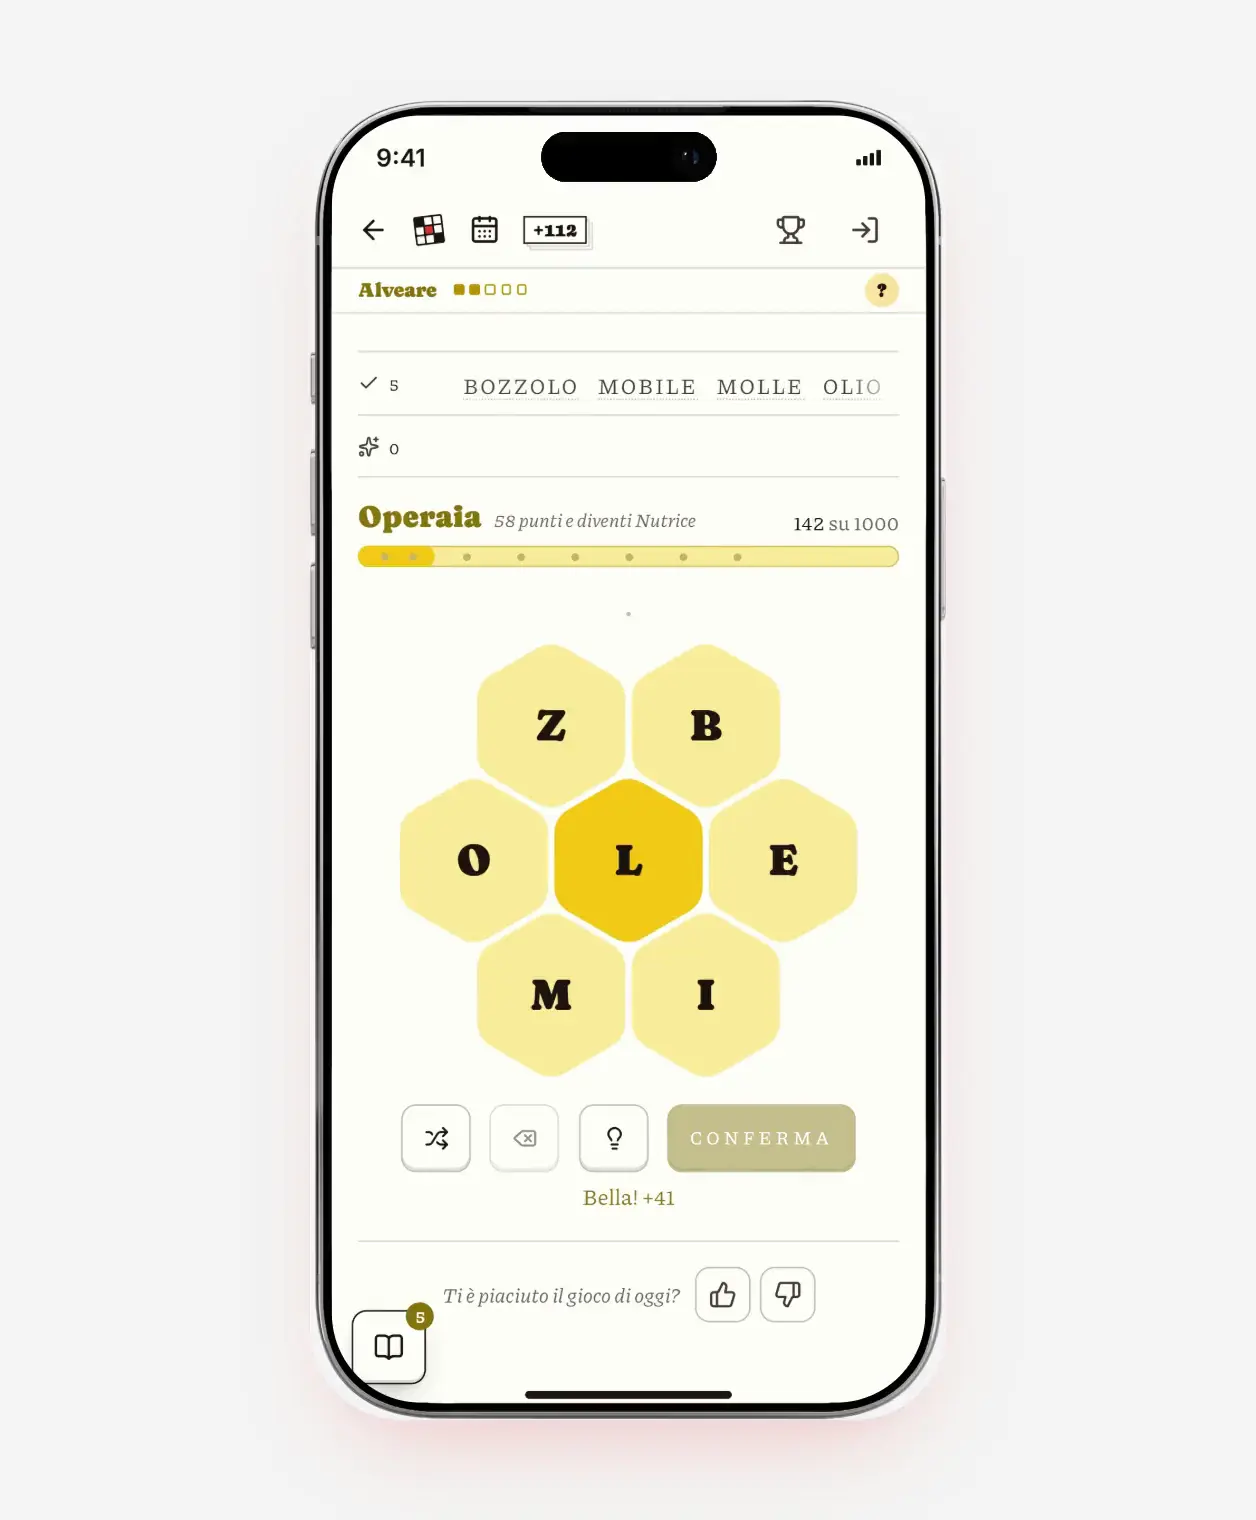 9:41
+112
Alveare
?
5 BOZZOLO MOBILE MOLLE OLIO
0
Operaia 58 punti e diventi Nutrice 142 su 1000
Z B
O L E
M I
CONFERMA
Bella! +41
Ti è piaciuto il gioco di oggi?
5